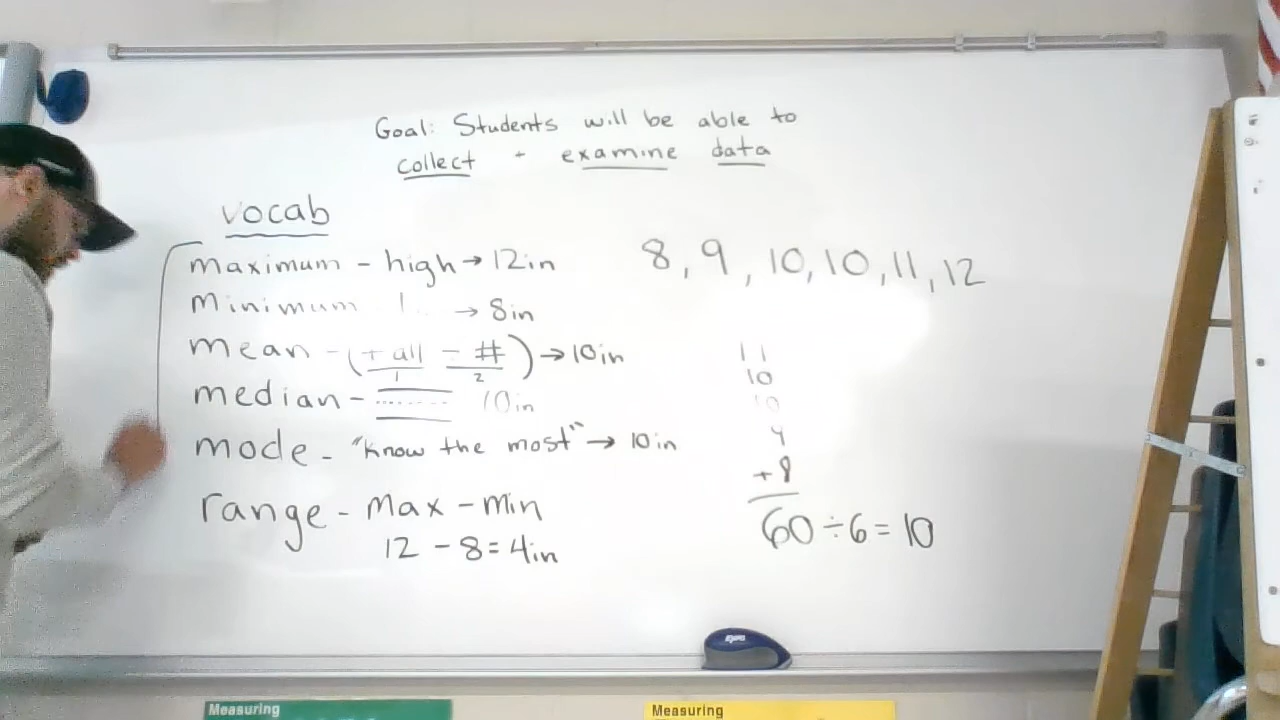 Goal: Students will be able to
collect + examine data
vocab
maximum - high → 12in
minimum → 8in
mean - (+ all ÷ #) → 10in
1 2
median - 10in
mode - "know the most" → 10in
range - max - min
12 - 8 = 4in
8, 9, 10, 10, 11, 12
11
10
10
9
+8
60 ÷ 6 = 10
EXPO
Measuring
Measuring